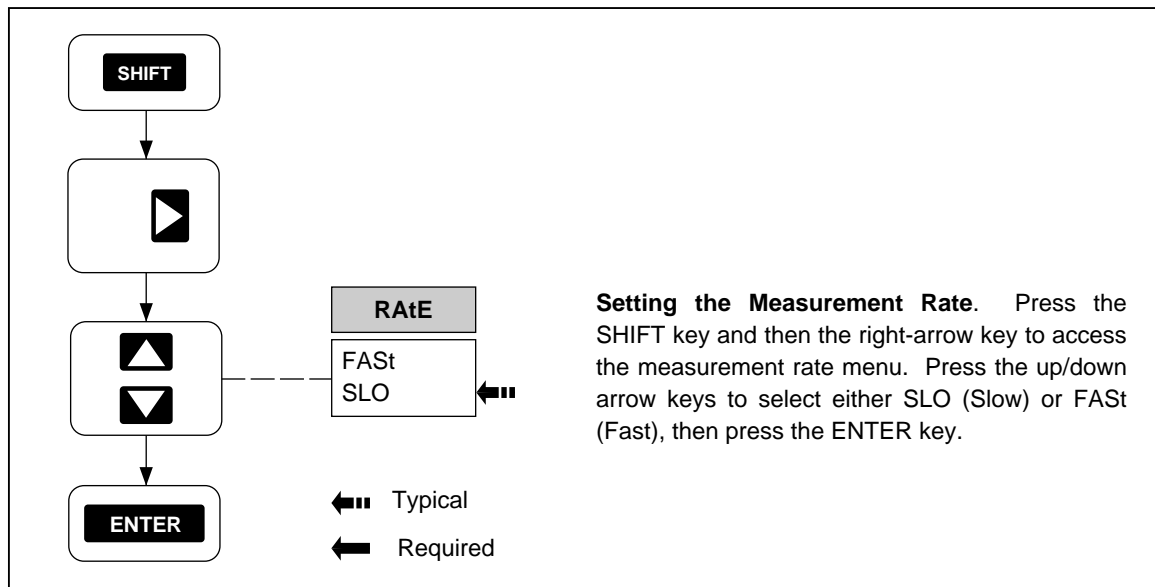 SHIFT
RAtE
FASt
SLO
Setting the Measurement Rate. Press the
SHIFT key and then the right-arrow key to access
the measurement rate menu. Press the up/down
arrow keys to select either SLO (Slow) or FASt
(Fast), then press the ENTER key.
ENTER
Typical
Required